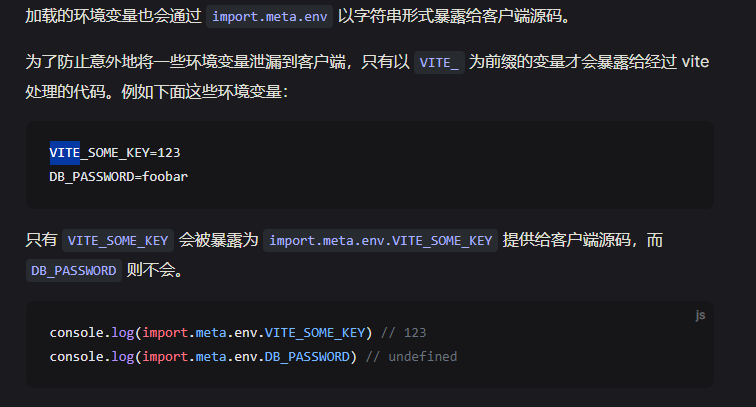 加载的环境变量也会通过 import.meta.env 以字符串形式暴露给客户端源码。
为了防止意外地将一些环境变量泄漏到客户端，只有以 VITE_ 为前缀的变量才会暴露给经过 vite
处理的代码。例如下面这些环境变量：
VITE_SOME_KEY=123
DB_PASSWORD=foobar
只有 VITE_SOME_KEY 会被暴露为 import.meta.env.VITE_SOME_KEY 提供给客户端源码，而
DB_PASSWORD 则不会。
js
console.log(import.meta.env.VITE_SOME_KEY) // 123
console.log(import.meta.env.DB_PASSWORD) // undefined